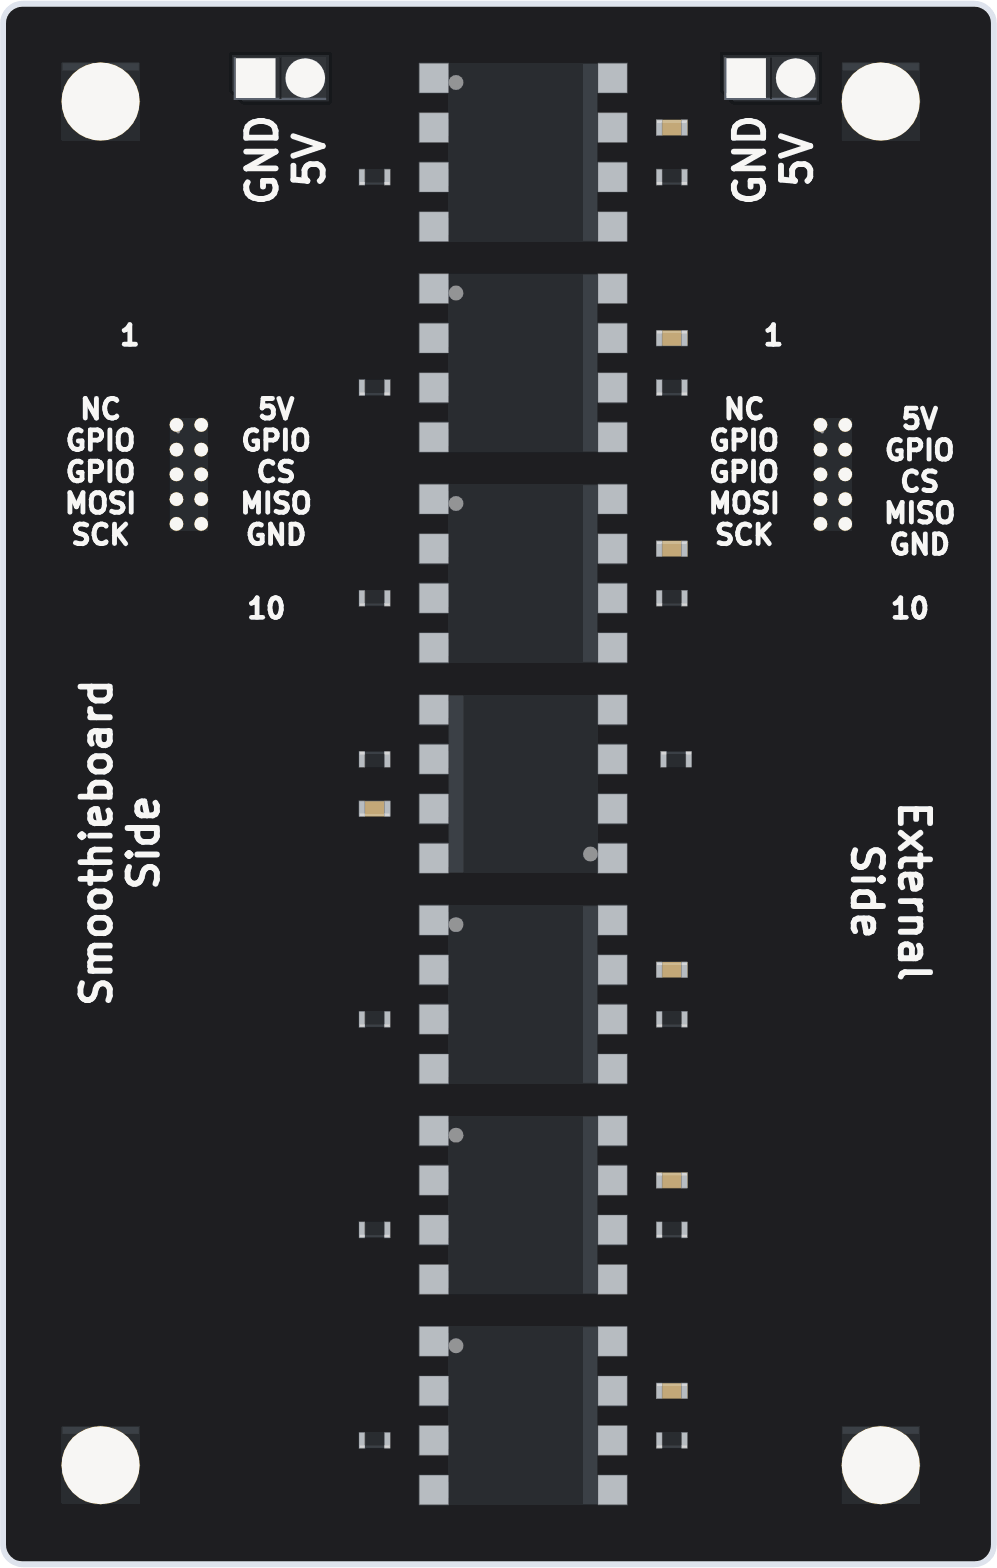 GND
5V
GND
5V
1
NC
GPIO
GPIO
MOSI
SCK
5V
GPIO
CS
MISO
GND
10
1
NC
GPIO
GPIO
MOSI
SCK
5V
GPIO
CS
MISO
GND
10
Smoothieboard
Side
External
Side